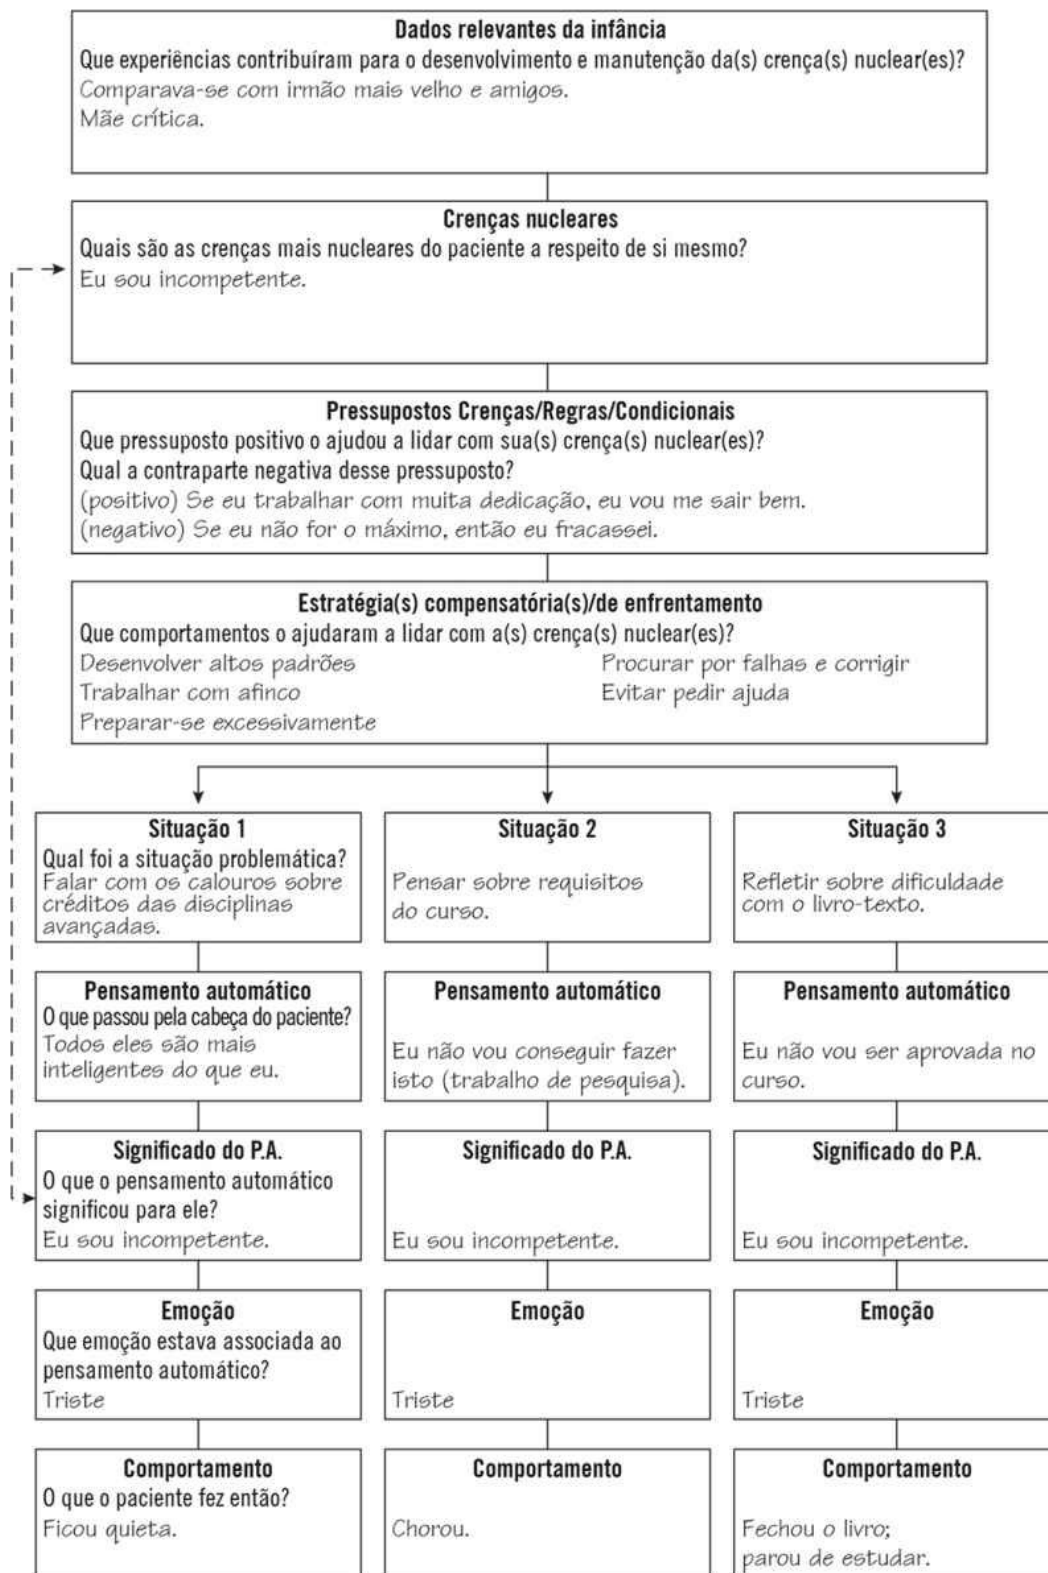 Dados relevantes da infância
Que experiências contribuíram para o desenvolvimento e manutenção da(s) crença(s) nuclear(es)?
Comparava-se com irmão mais velho e amigos.
Mãe crítica.
Crenças nucleares
Quais são as crenças mais nucleares do paciente a respeito de si mesmo?
Eu sou incompetente.
Pressupostos Crenças/Regras/Condicionais
Que pressuposto positivo o ajudou a lidar com sua(s) crença(s) nuclear(es)?
Qual a contraparte negativa desse pressuposto?
(positivo) Se eu trabalhar com muita dedicação, eu vou me sair bem.
(negativo) Se eu não for o máximo, então eu fracassei.
Estratégia(s) compensatória(s)/de enfrentamento
Que comportamentos o ajudaram a lidar com a(s) crença(s) nuclear(es)?
Desenvolver altos padrões
Trabalhar com afinco
Preparar-se excessivamente
Procurar por falhas e corrigir
Evitar pedir ajuda
Situação 1
Qual foi a situação problemática?
Falar com os calouros sobre
créditos das disciplinas
avançadas.
Situação 2
Pensar sobre requisitos
do curso.
Situação 3
Refletir sobre dificuldade
com o livro-texto.
Pensamento automático
O que passou pela cabeça do paciente?
Todos eles são mais
inteligentes do que eu.
Pensamento automático
Eu não vou conseguir fazer
isto (trabalho de pesquisa).
Pensamento automático
Eu não vou ser aprovada no
curso.
Significado do P.A.
O que o pensamento automático
significou para ele?
Eu sou incompetente.
Significado do P.A.
Eu sou incompetente.
Significado do P.A.
Eu sou incompetente.
Emoção
Que emoção estava associada ao
pensamento automático?
Triste
Emoção
Triste
Emoção
Triste
Comportamento
O que o paciente fez então?
Ficou quieta.
Comportamento
Chorou.
Comportamento
Fechou o livro;
parou de estudar.